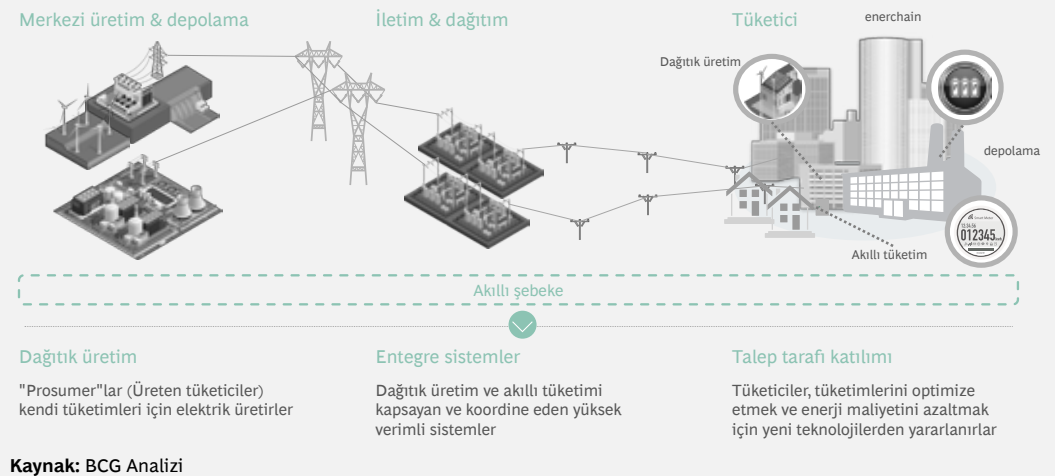 Merkezi üretim & depolama
İletim & dağıtım
Tüketici
enerchain
Dağıtık üretim
depolama
012345
Akıllı tüketim
Akıllı şebeke
Dağıtık üretim
"Prosumer"lar (Üreten tüketiciler)
kendi tüketimleri için elektrik üretirler
Entegre sistemler
Dağıtık üretim ve akıllı tüketimi
kapsayan ve koordine eden yüksek
verimli sistemler
Talep tarafı katılımı
Tüketiciler, tüketimlerini optimize
etmek ve enerji maliyetini azaltmak
için yeni teknolojilerden yararlanırlar
Kaynak: BCG Analizi